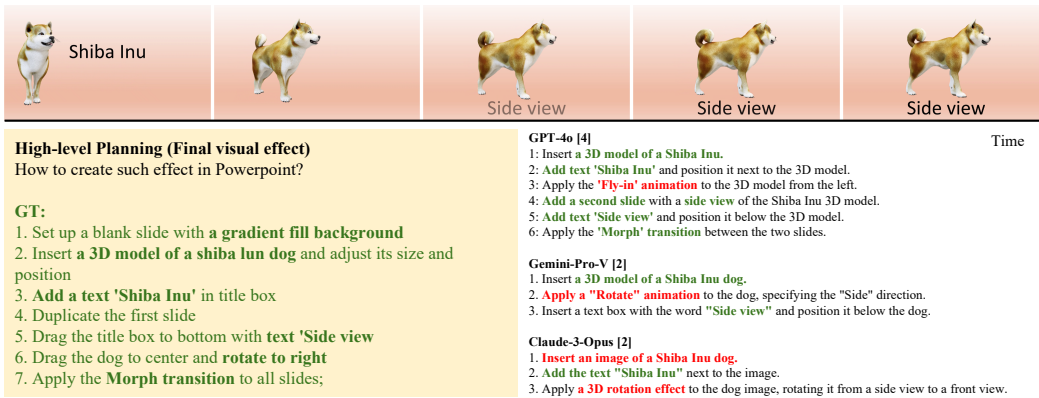 Shiba Inu
Side view
Side view
Side view
Time
High-level Planning (Final visual effect)
How to create such effect in Powerpoint?
GT:
1. Set up a blank slide with a gradient fill background
2. Insert a 3D model of a shiba lun dog and adjust its size and
position
3. Add a text 'Shiba Inu' in title box
4. Duplicate the first slide
5. Drag the title box to bottom with text 'Side view
6. Drag the dog to center and rotate to right
7. Apply the Morph transition to all slides;
GPT-4o [4]
1: Insert a 3D model of a Shiba Inu.
2: Add text 'Shiba Inu' and position it next to the 3D model.
3: Apply the 'Fly-in' animation to the 3D model from the left.
4: Add a second slide with a side view of the Shiba Inu 3D model.
5: Add text 'Side view' and position it below the 3D model.
6: Apply the 'Morph' transition between the two slides.
Gemini-Pro-V [2]
1. Insert a 3D model of a Shiba Inu dog.
2. Apply a "Rotate" animation to the dog, specifying the "Side" direction.
3. Insert a text box with the word "Side view" and position it below the dog.
Claude-3-Opus [2]
1. Insert an image of a Shiba Inu dog.
2. Add the text "Shiba Inu" next to the image.
3. Apply a 3D rotation effect to the dog image, rotating it from a side view to a front view.